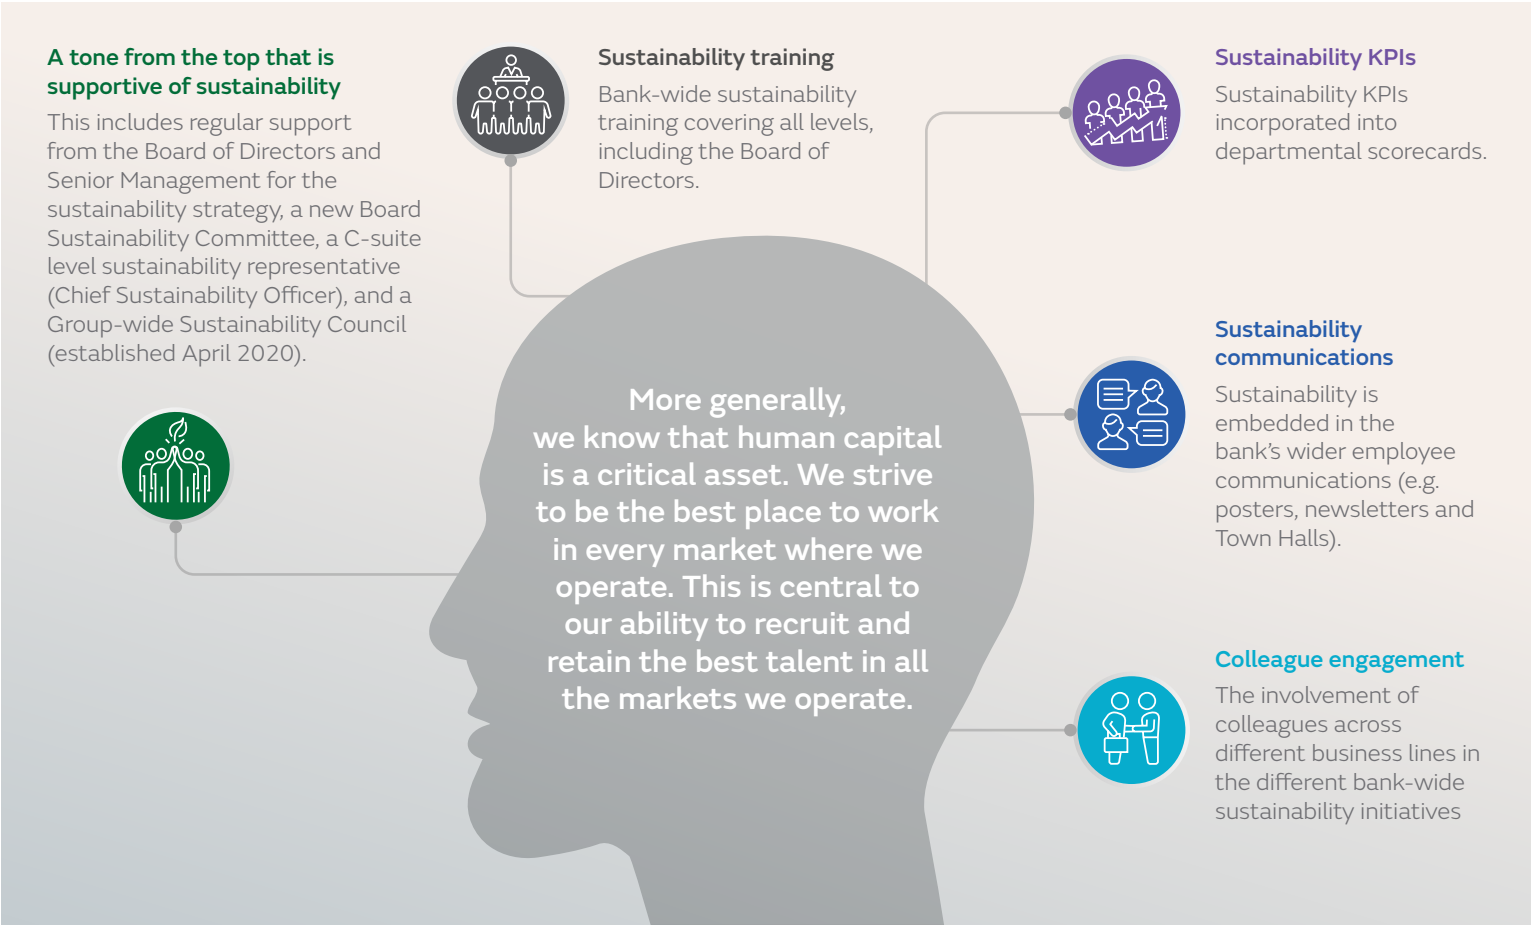 A tone from the top that is
supportive of sustainability
This includes regular support
from the Board of Directors and
Senior Management for the
sustainability strategy, a new Board
Sustainability Committee, a C-suite
level sustainability representative
(Chief Sustainability Officer), and a
Group-wide Sustainability Council
(established April 2020).
Sustainability training
Bank-wide sustainability
training covering all levels,
including the Board of
Directors.
Sustainability KPIs
Sustainability KPIs
incorporated into
departmental scorecards.
Sustainability
communications
Sustainability is
embedded in the
bank’s wider employee
communications (e.g.
posters, newsletters and
Town Halls).
Colleague engagement
The involvement of
colleagues across
different business lines in
the different bank-wide
sustainability initiatives
More generally,
we know that human capital
is a critical asset. We strive
to be the best place to work
in every market where we
operate. This is central to
our ability to recruit and
retain the best talent in all
the markets we operate.